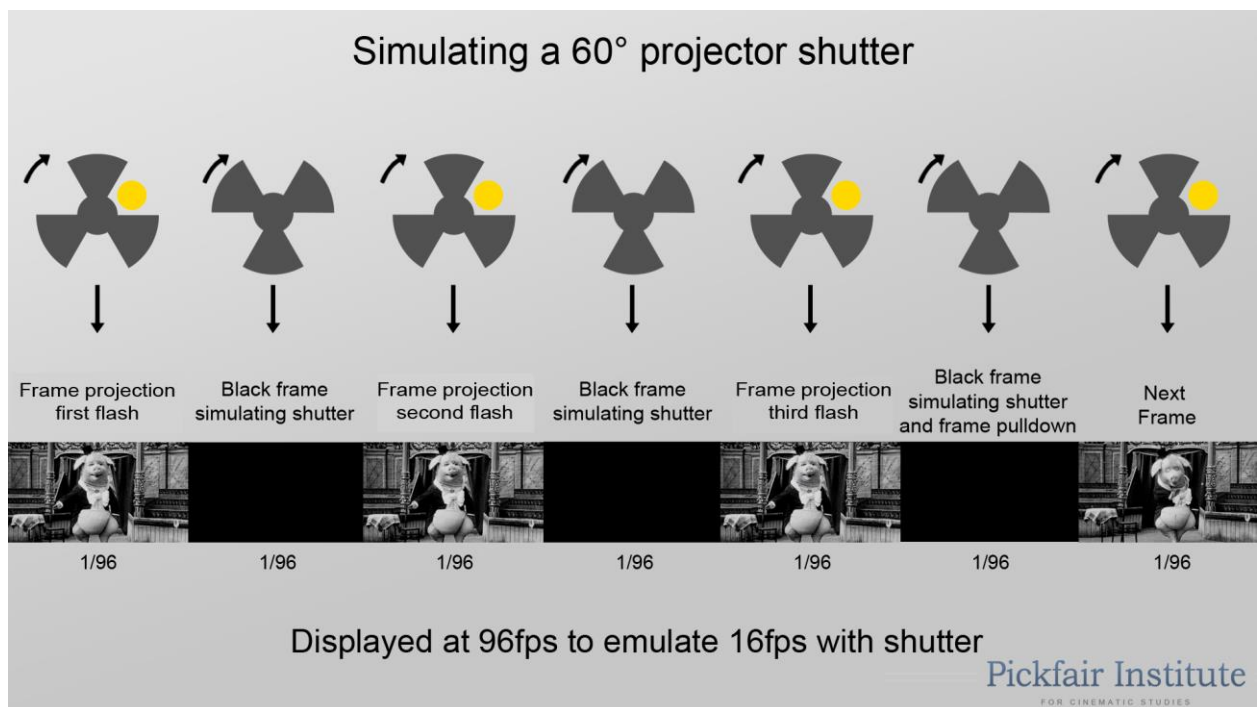 Simulating a 60° projector shutter
Frame projection
first flash
Black frame
simulating shutter
Frame projection
second flash
Black frame
simulating shutter
Frame projection
third flash
Black frame
simulating shutter
and frame pulldown
Next
Frame
1/96
1/96
1/96
1/96
1/96
1/96
1/96
Displayed at 96fps to emulate 16fps with shutter
Pickfair Institute
FOR CINEMATIC STUDIES